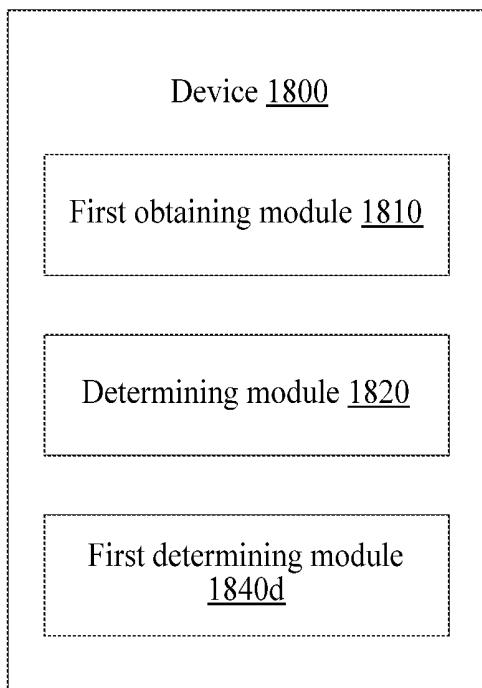 Device 1800
First obtaining module 1810
Determining module 1820
First determining module
1840d